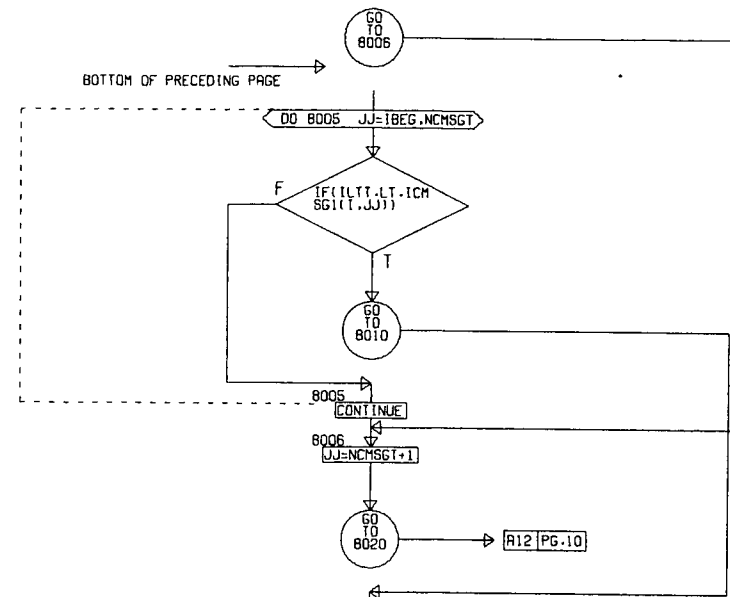 GO
TO
8006
BOTTOM OF PRECEDING PAGE
DO 8005 JJ=IBEG,NCMSGT
F
IF(ILTT.LT.ICM
SG1(I,JJ))
T
GO
TO
8010
8005
CONTINUE
8006
JJ=NCMSGT+1
GO
TO
8020
A12 PG.10